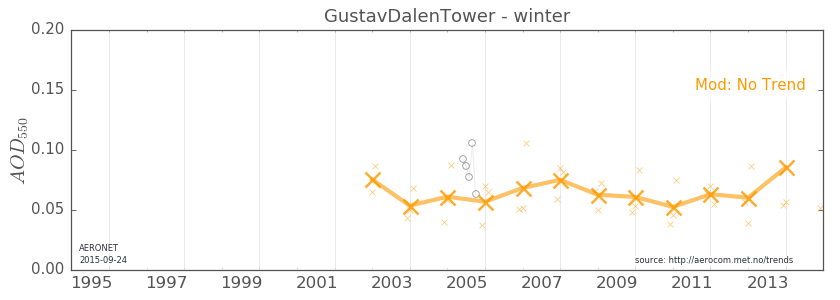 GustavDalenTower - winter
0.20
0.15
0.10
0.05
0.00
AOD550
Mod: No Trend
AERONET
2015-09-24
source: http://aerocom.met.no/trends
1995 1997 1999 2001 2003 2005 2007 2009 2011 2013